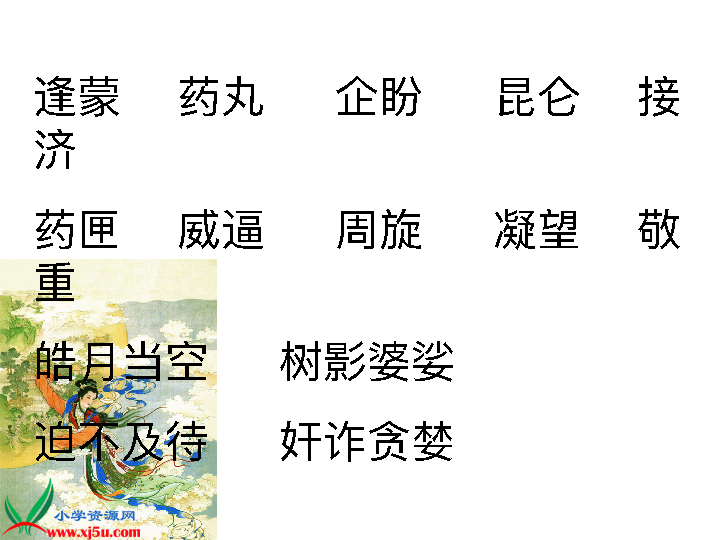 逢蒙 药丸 企盼 昆仑 接
济
药匣 威逼 周旋 凝望 敬
重
皓月当空 树影婆娑
迫不及待 奸诈贪婪
小学资源网
www.xj5u.com